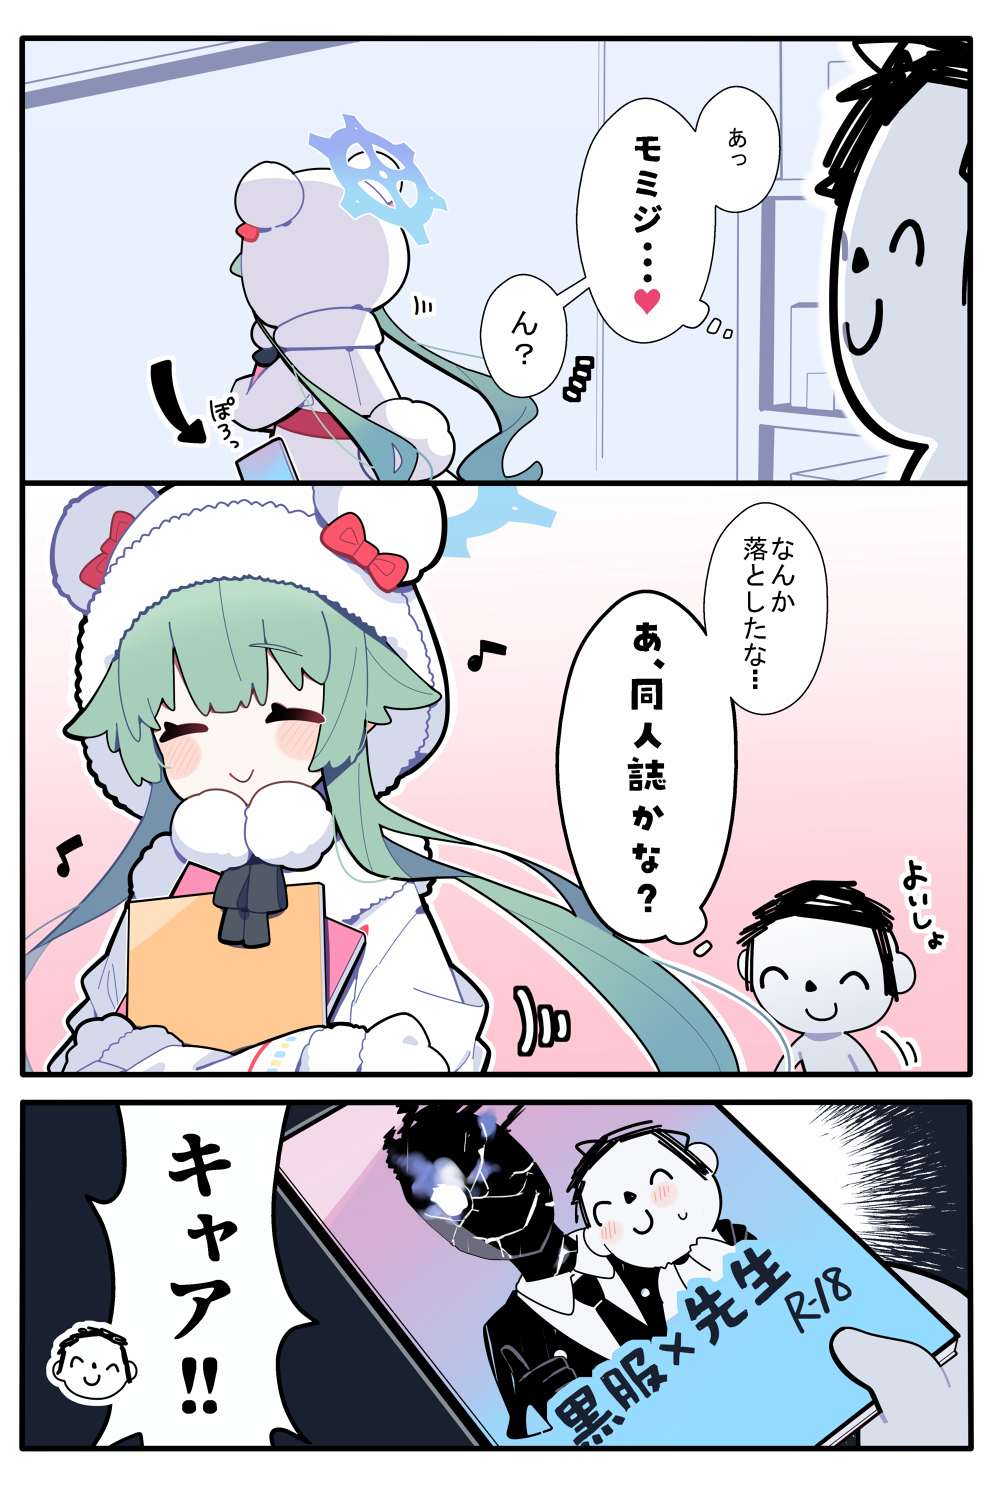 あっ
モミジ……♥
ん？
ぽろっ
なんか
落としたな…
あ、同人誌かな？
よいしょ
キャア!!
黒服×先生
R-18